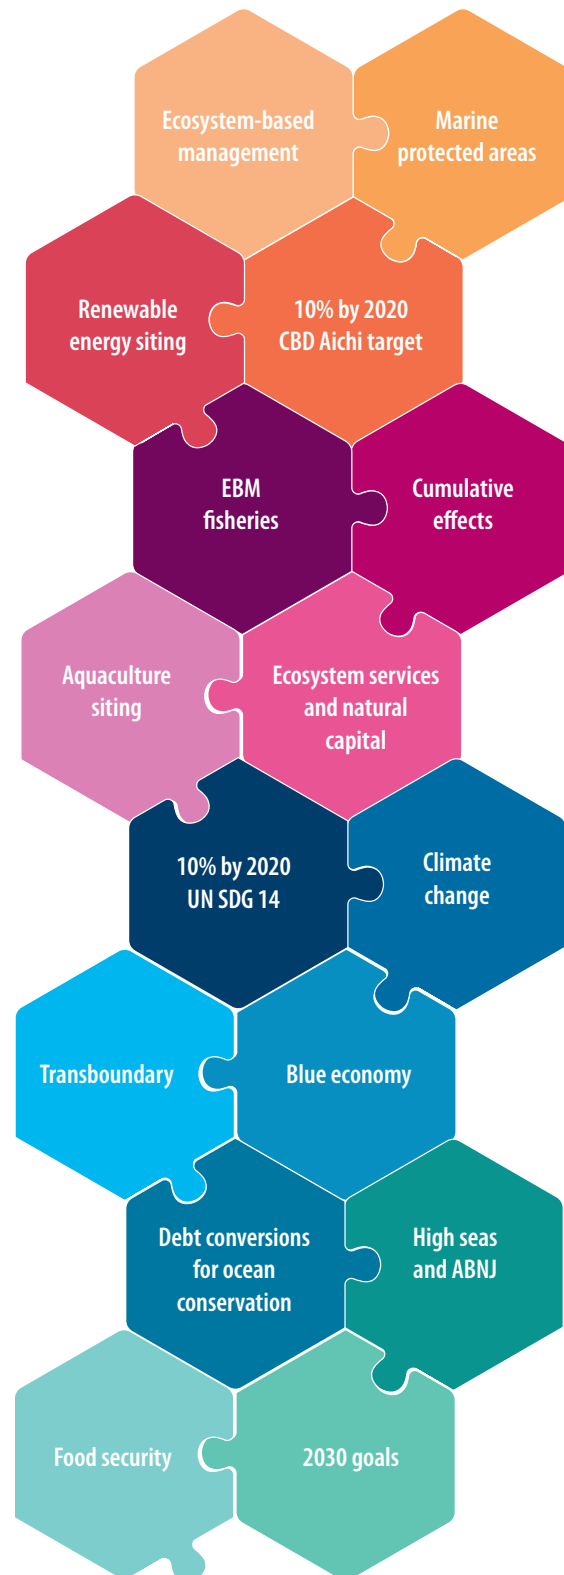 Ecosystem-based
management
Marine
protected areas
Renewable
energy siting
10% by 2020
CBD Aichi target
EBM
fisheries
Cumulative
effects
Aquaculture
siting
Ecosystem services
and natural
capital
10% by 2020
UN SDG 14
Climate
change
Transboundary
Blue economy
Debt conversions
for ocean
conservation
High seas
and ABNJ
Food security
2030 goals